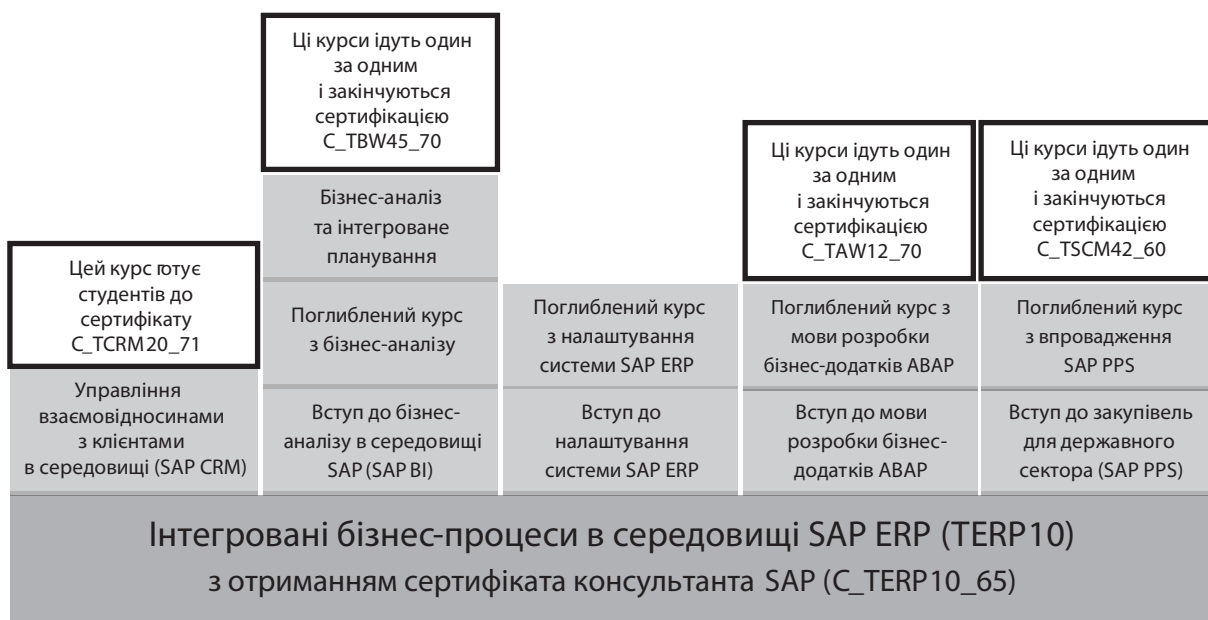 Ці курси ідуть один
за одним
і закінчуються
сертифікацією
C_TBW45_70
Бізнес-аналіз
та інтегроване
планування
Поглиблений курс
з бізнес-аналізу
Вступ до бізнес-
аналізу в середовищі
SAP (SAP BI)
Цей курс готує
студентів до
сертифікату
C_TCRM20_71
Управління
взаємовідносинами
з клієнтами
в середовищі (SAP CRM)
Поглиблений курс
з налаштування
системи SAP ERP
Вступ до
налаштування
системи SAP ERP
Ці курси ідуть один
за одним
і закінчуються
сертифікацією
C_TAW12_70
Поглиблений курс з
мови розробки
бізнес-додатків ABAP
Вступ до мови
розробки бізнес-
додатків ABAP
Ці курси ідуть один
за одним
і закінчуються
сертифікацією
C_TSCM42_60
Поглиблений курс
з впровадження
SAP PPS
Вступ до закупівель
для державного
сектора (SAP PPS)
Інтегровані бізнес-процеси в середовищі SAP ERP (TERP10)
з отриманням сертифіката консультанта SAP (C_TERP10_65)